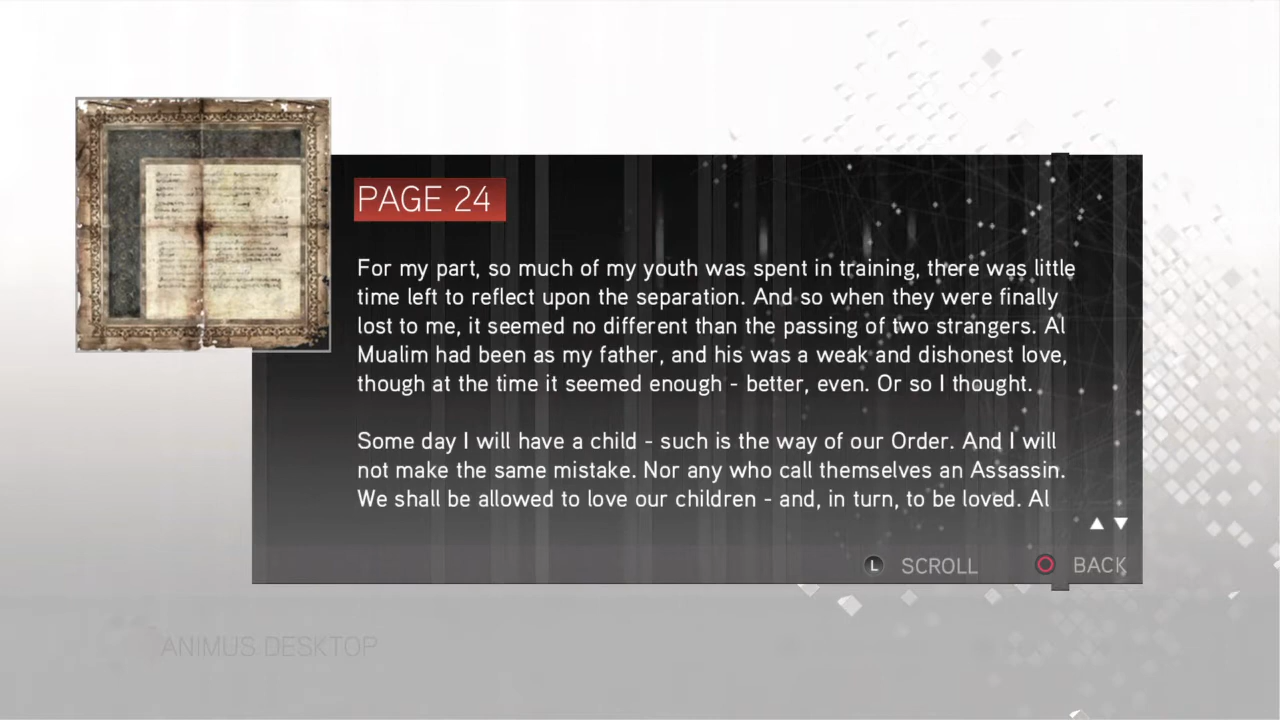 PAGE 24
For my part, so much of my youth was spent in training, there was little
time left to reflect upon the separation. And so when they were finally
lost to me, it seemed no different than the passing of two strangers. Al
Mualim had been as my father, and his was a weak and dishonest love,
though at the time it seemed enough - better, even. Or so I thought.
Some day I will have a child - such is the way of our Order. And I will
not make the same mistake. Nor any who call themselves an Assassin.
We shall be allowed to love our children - and, in turn, to be loved. Al
L SCROLL BACK
ANIMUS DESKTOP